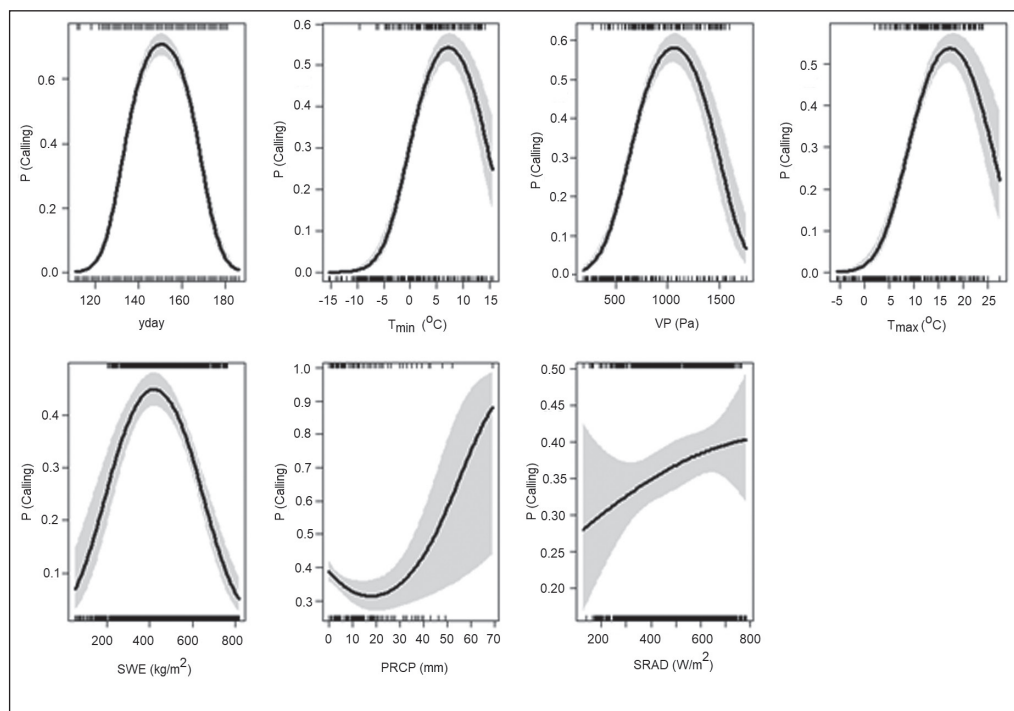 P (Calling)
0.6
0.4
0.2
0.0
120 140 160 180
yday
P (Calling)
0.6
0.5
0.4
0.3
0.2
0.1
0.0
-15 -10 -5 0 5 10 15
Tmin (°C)
P (Calling)
0.6
0.5
0.4
0.3
0.2
0.1
0.0
500 1000 1500
VP (Pa)
P (Calling)
0.5
0.4
0.3
0.2
0.1
0.0
-5 0 5 10 15 20 25
Tmax (°C)
P (Calling)
0.4
0.3
0.2
0.1
200 400 600 800
SWE (kg/m²)
P (Calling)
1.0
0.9
0.8
0.7
0.6
0.5
0.4
0.3
0 10 20 30 40 50 60 70
PRCP (mm)
P (Calling)
0.50
0.45
0.40
0.35
0.30
0.25
0.20
200 400 600 800
SRAD (W/m²)